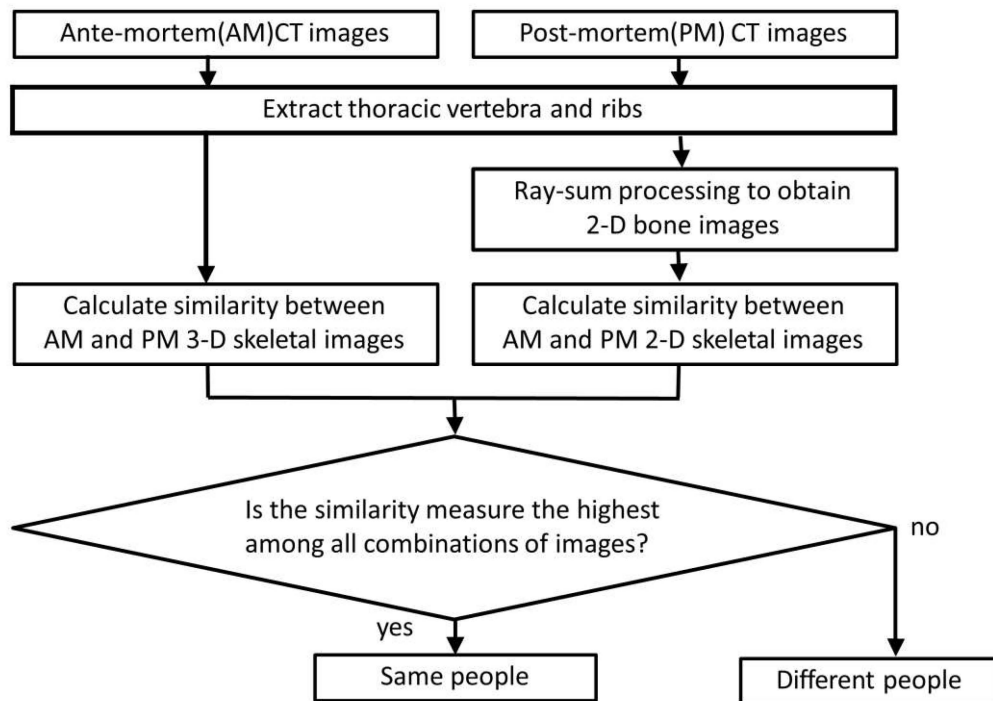 Ante-mortem(AM)CT images
Post-mortem(PM) CT images
Extract thoracic vertebra and ribs
Ray-sum processing to obtain
2-D bone images
Calculate similarity between
AM and PM 3-D skeletal images
Calculate similarity between
AM and PM 2-D skeletal images
Is the similarity measure the highest
among all combinations of images?
no
yes
Same people
Different people